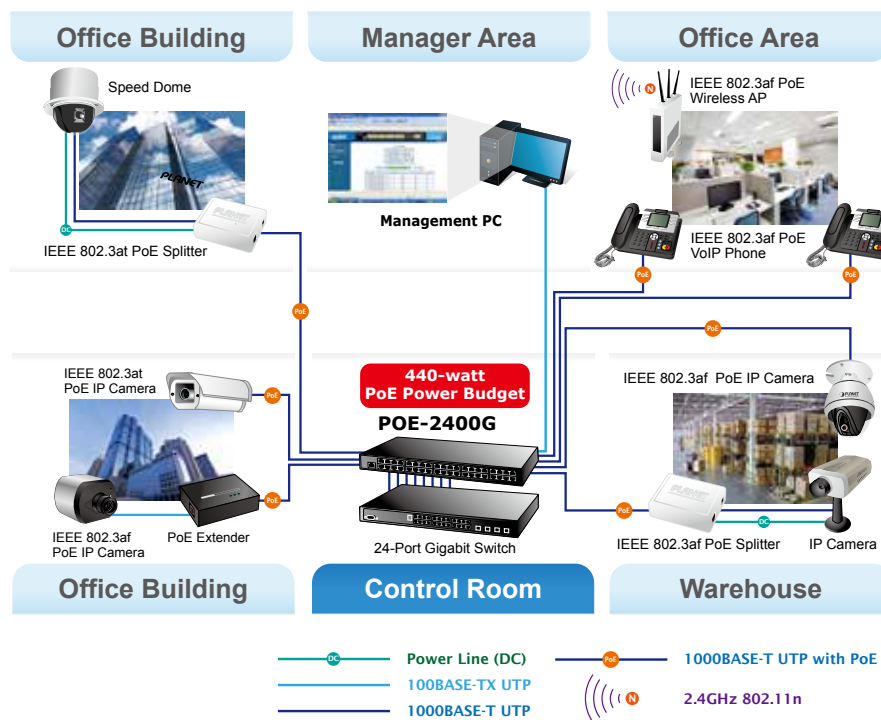 Office Building
Manager Area
Office Area
Speed Dome
PLANET
PLANET
DC
IEEE 802.3at PoE Splitter
Management PC
N
IEEE 802.3af PoE
Wireless AP
IEEE 802.3af PoE
VoIP Phone
PoE
PoE
PoE
PoE
IEEE 802.3at
PoE IP Camera
PoE
IEEE 802.3af
PoE IP Camera
PoE Extender
PoE
440-watt
PoE Power Budget
POE-2400G
24-Port Gigabit Switch
IEEE 802.3af PoE IP Camera
PLANET
PLANET
PoE
DC
IEEE 802.3af PoE Splitter
IP Camera
Office Building
Control Room
Warehouse
DC
Power Line (DC)
PoE
1000BASE-T UTP with PoE
100BASE-TX UTP
N
2.4GHz 802.11n
1000BASE-T UTP